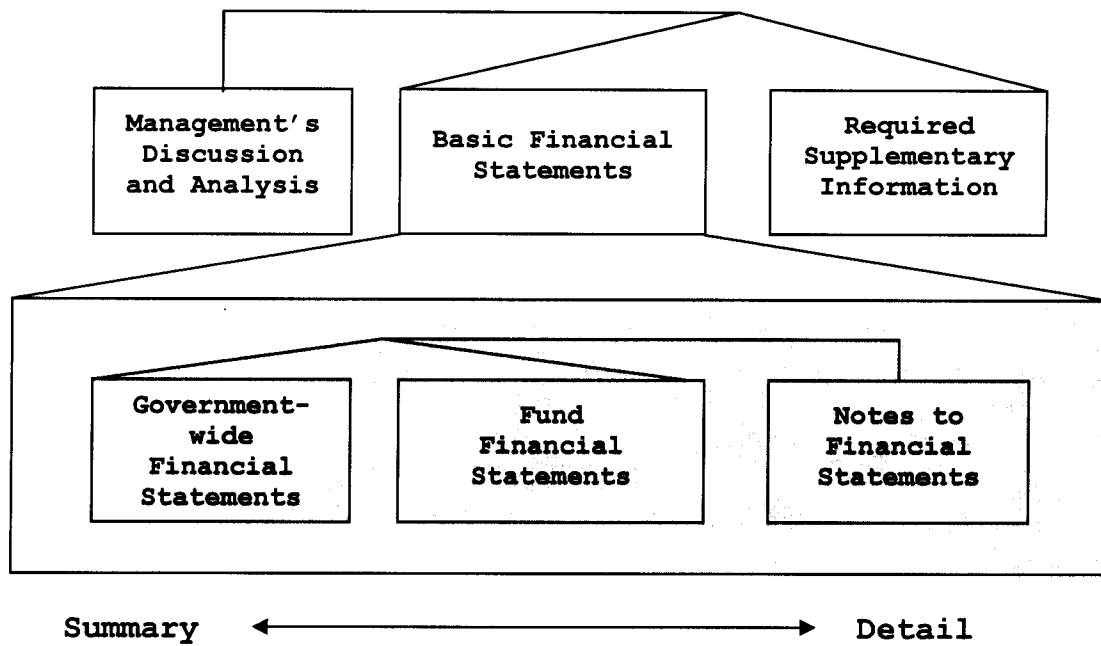 Management's
Discussion
and Analysis
Basic Financial
Statements
Required
Supplementary
Information
Government-
wide
Financial
Statements
Fund
Financial
Statements
Notes to
Financial
Statements
Summary
Detail